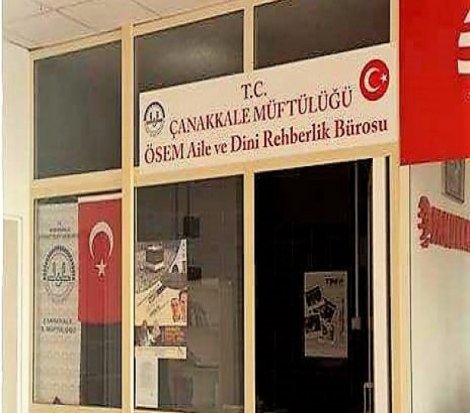 T.C.
ÇANAKKALE MÜFTÜLÜĞÜ
ÖSEM Aile ve Dini Rehberlik Bürosu
ÇANAKKALE
İL MÜFTÜLÜĞÜ